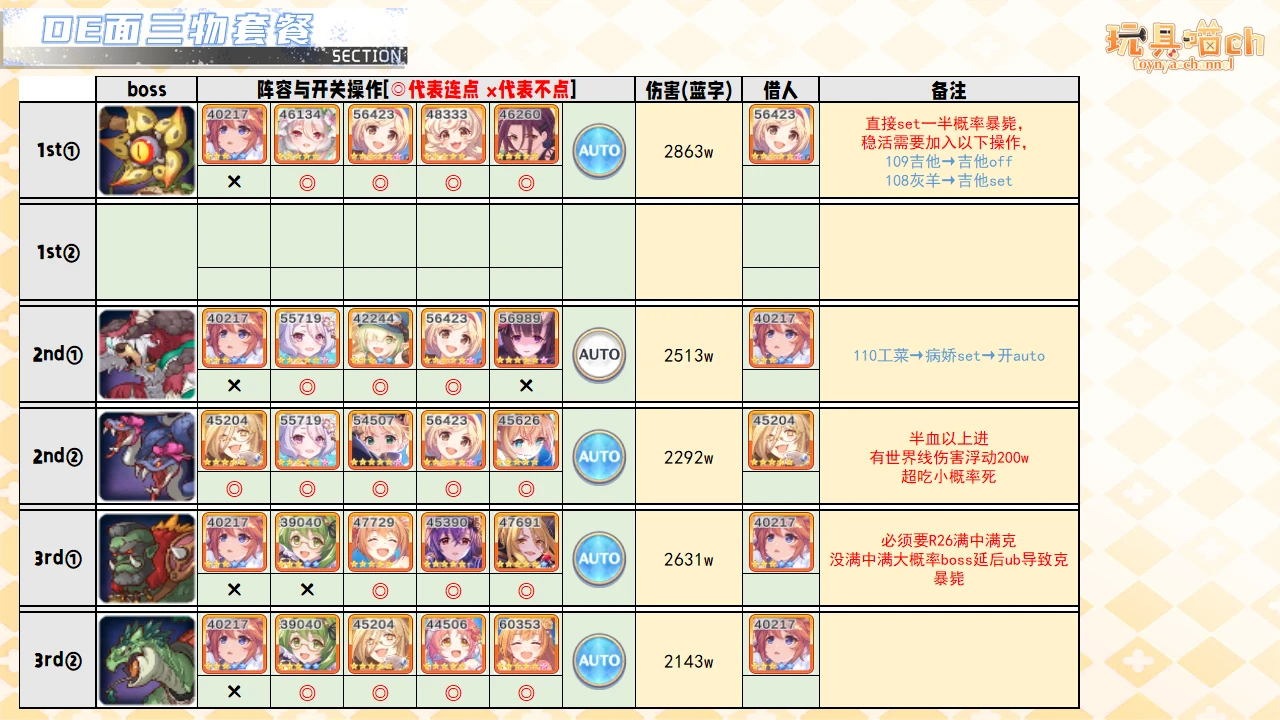 DE面三物套餐
SECTION
玩具喵ch
toynya channel
boss 阵容与开关操作[◎代表连点 ×代表不点] 伤害(蓝字) 借人 备注
1st① 40217 46134 56423 48333 46260 AUTO 2863w 56423
× ◎ ◎ ◎ ◎
直接set一半概率暴毙，
稳活需要加入以下操作，
109吉他→吉他off
108灰羊→吉他set
1st②
2nd① 40217 55719 42244 56423 56989 AUTO 2513w 40217
× ◎ ◎ ◎ ×
110工菜→病娇set→开auto
2nd② 45204 55719 54507 56423 45626 AUTO 2292w 45204
◎ ◎ ◎ ◎ ◎
半血以上进
有世界线伤害浮动200w
超吃小概率死
3rd① 40217 39040 47729 45390 47691 AUTO 2631w 40217
× × ◎ ◎ ◎
必须要R26满中满克
没满中满大概率boss延后ub导致克
暴毙
3rd② 40217 39040 45204 44506 60353 AUTO 2143w 40217
× ◎ ◎ ◎ ◎